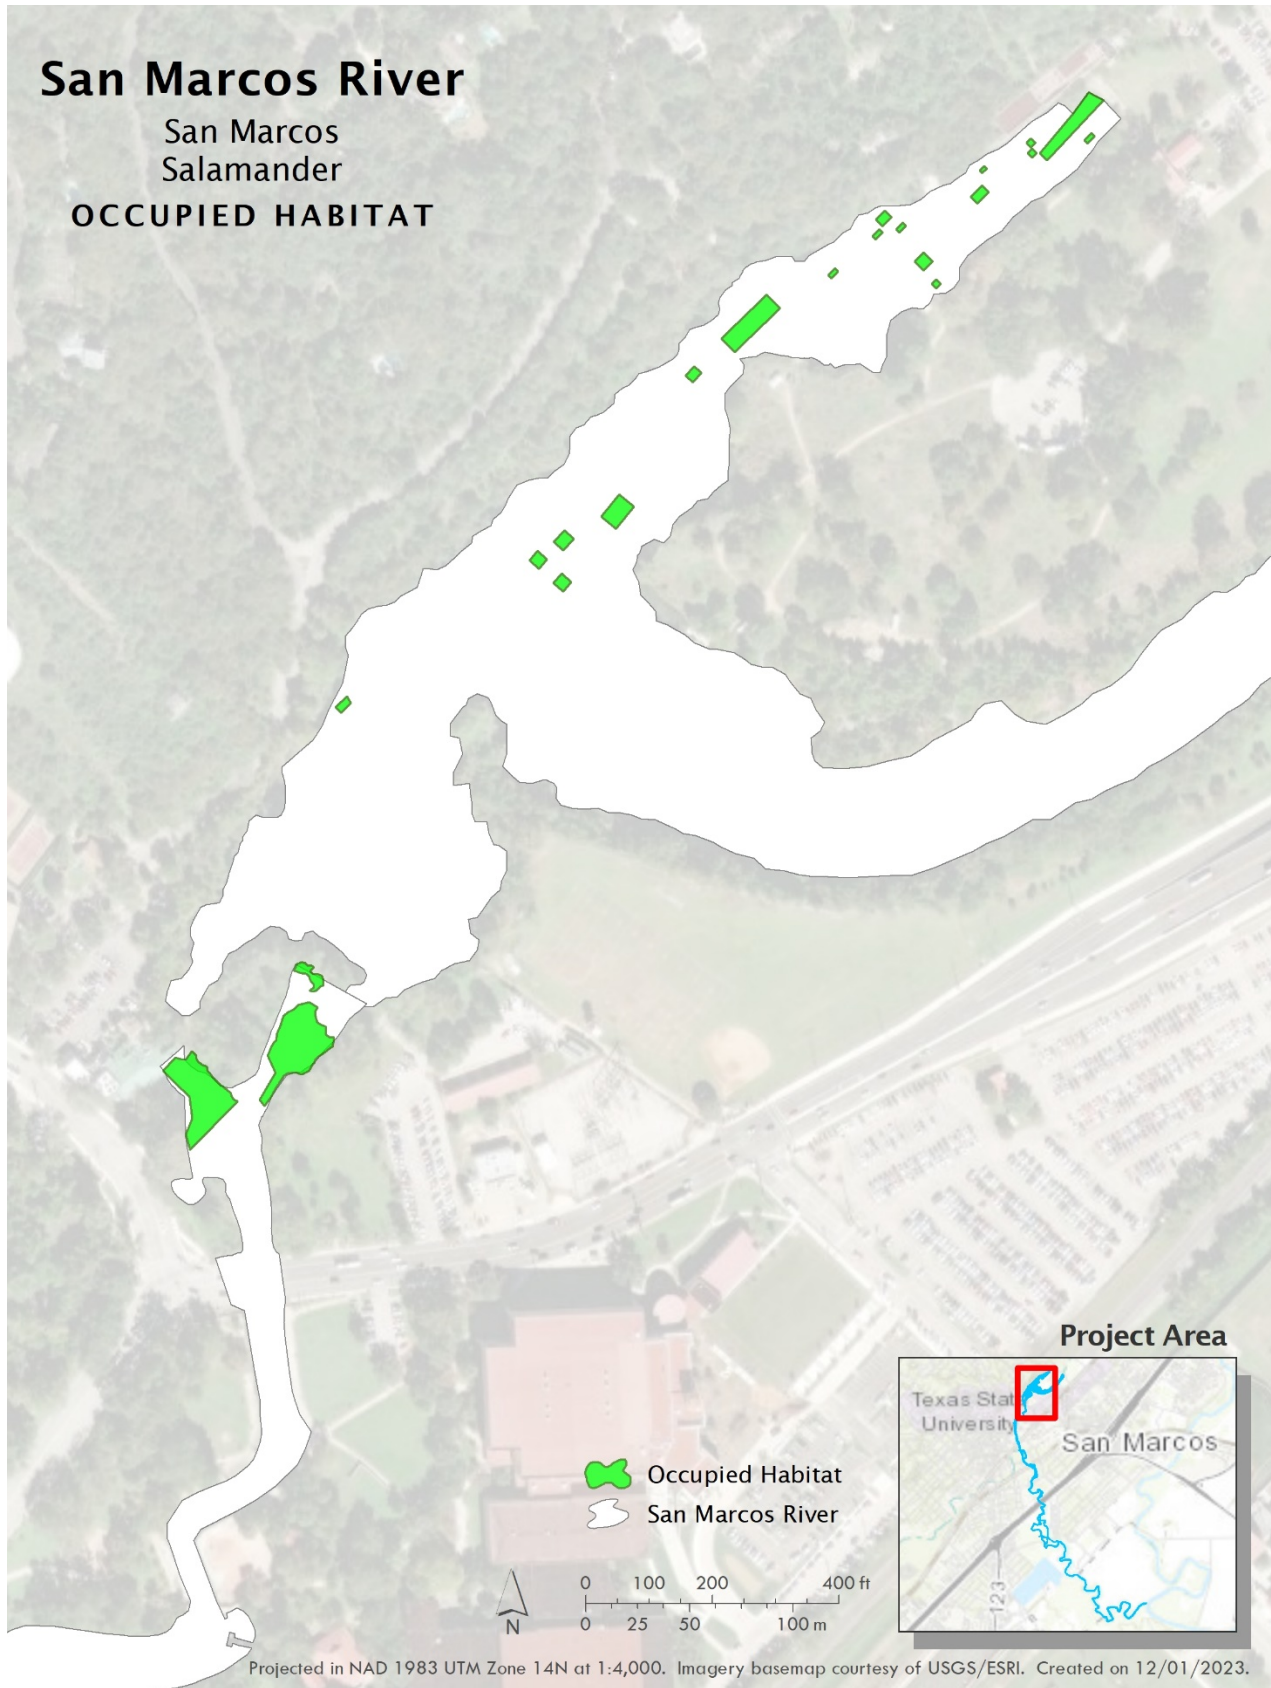 San Marcos River
San Marcos
Salamander
OCCUPIED HABITAT
Project Area
Texas State
University
San Marcos
123
Occupied Habitat
San Marcos River
N
0 100 200 400 ft
0 25 50 100 m
Projected in NAD 1983 UTM Zone 14N at 1:4,000. Imagery basemap courtesy of USGS/ESRI. Created on 12/01/2023.